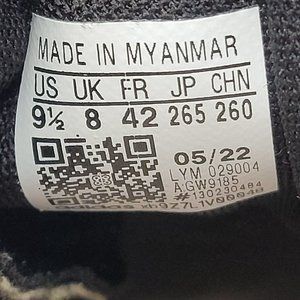 MADE IN MYANMAR
US UK FR JP CHN
9½ 8 42 265 260
05/22
LYM 029004
AGW9185
#130230484